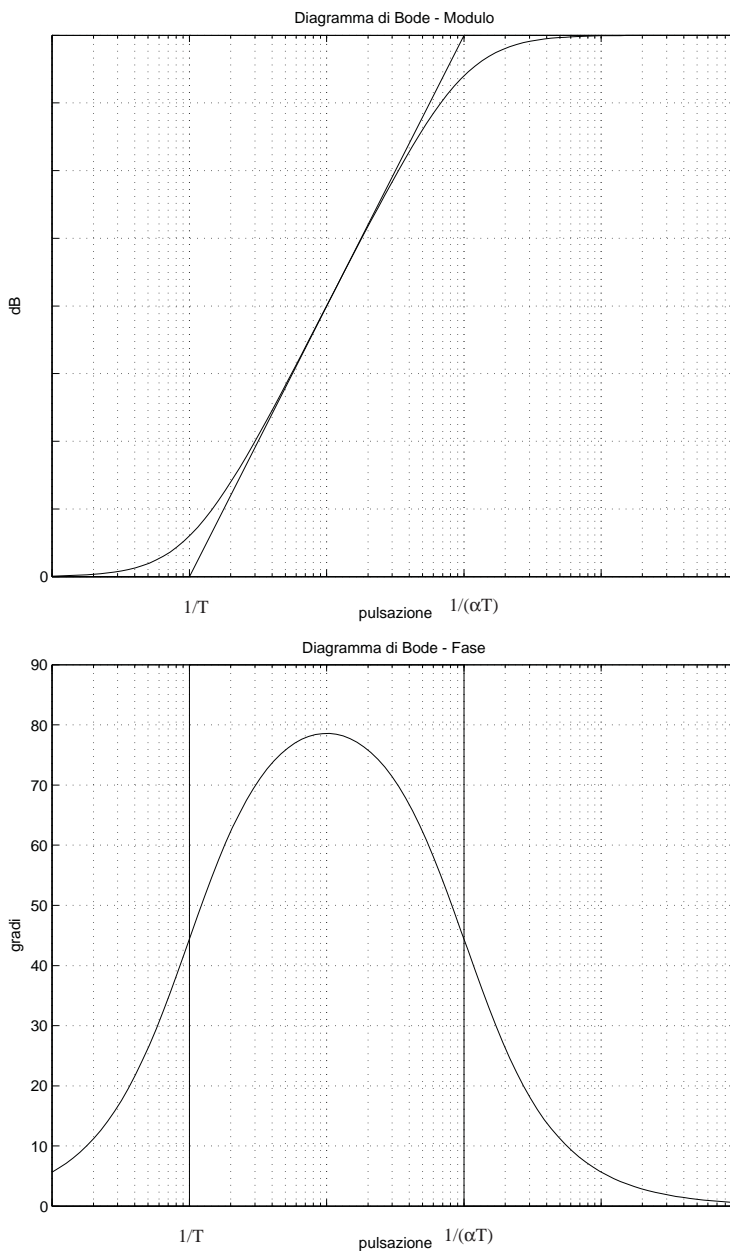 Diagramma di Bode - Modulo
dB
0
1/T
pulsazione
1/(αT)
Diagramma di Bode - Fase
90
80
70
60
50
40
30
20
10
0
gradi
1/T
pulsazione
1/(αT)